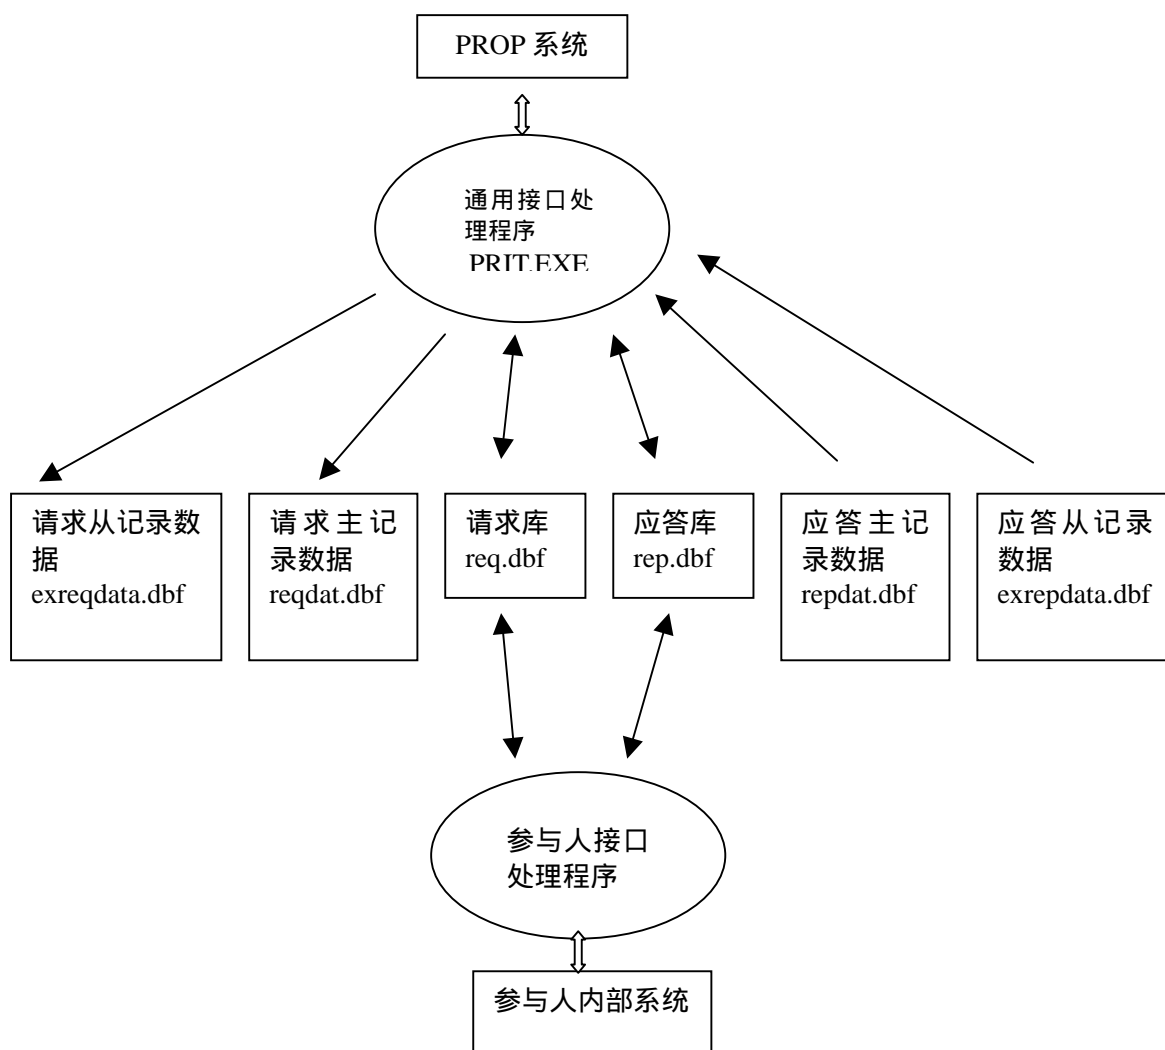 PROP 系统
通用接口处
理程序
PRIT.EXE
请求从记录数
据
exreqdata.dbf
请求主记
录数据
reqdat.dbf
请求库
req.dbf
应答库
rep.dbf
应答主记
录数据
repdat.dbf
应答从记录
数据
exrepdata.dbf
参与人接口
处理程序
参与人内部系统